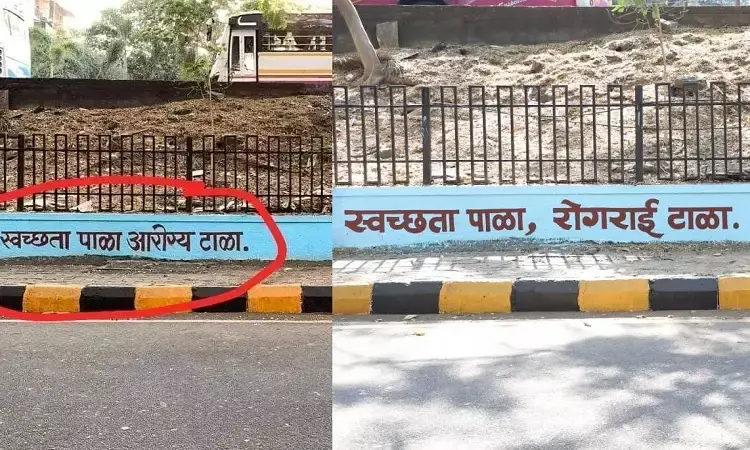 स्वच्छता पाळा आरोग्य टाळा.
स्वच्छता पाळा, रोगराई टाळा.